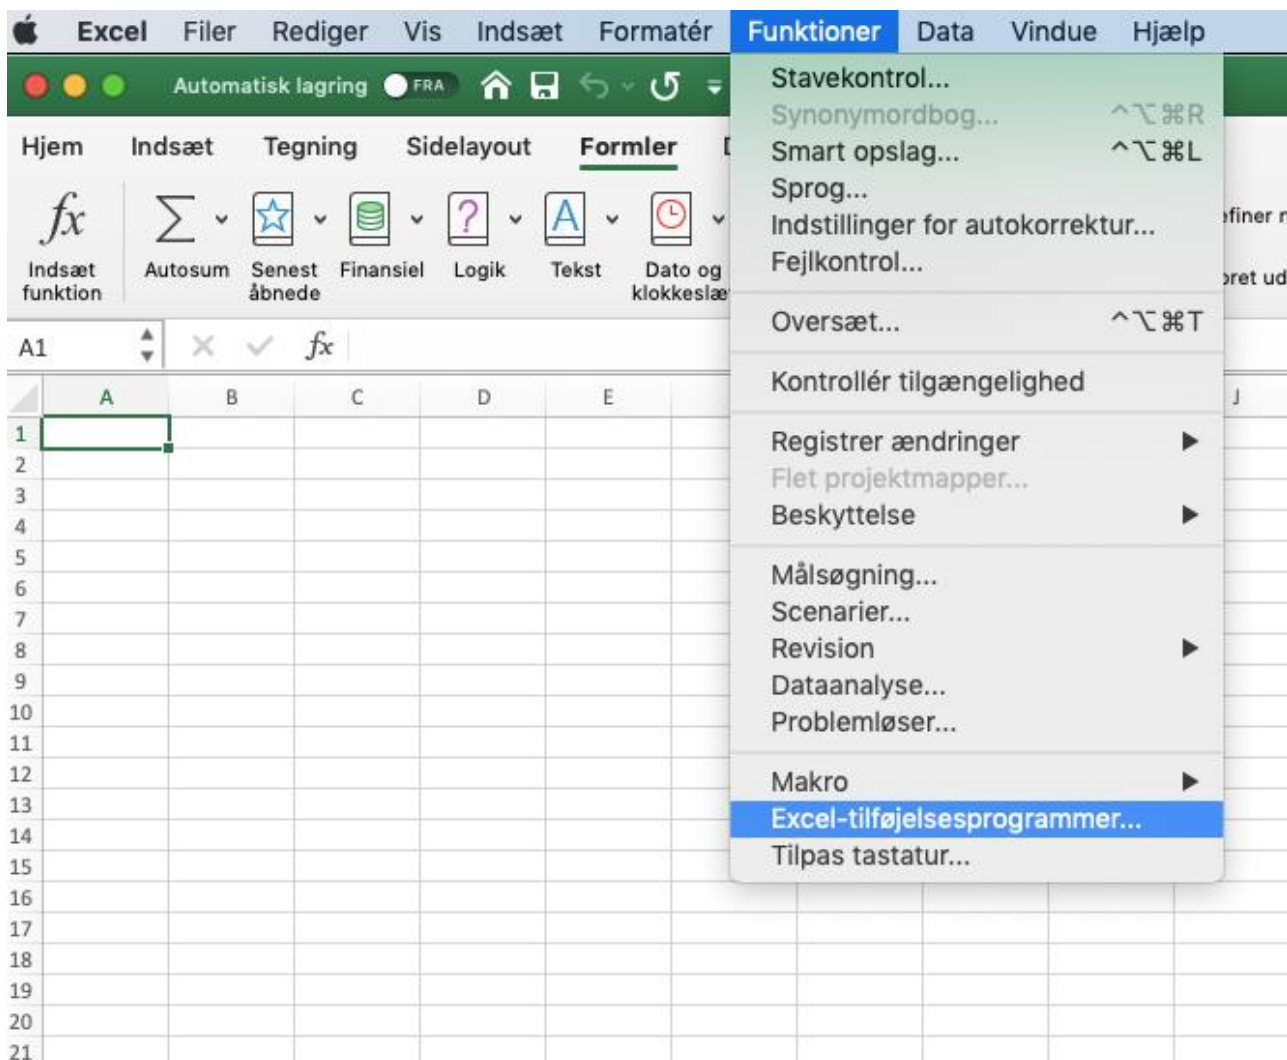 Excel Filer Rediger Vis Indsæt Formatér Funktioner Data Vindue Hjælp
Automatisk lagring FRA
Hjem Indsæt Tegning Sidelayout Formler
Indsæt funktion
Autosum
Senest åbnede
Finansiel
Logik
Tekst
Dato og
A1
fx
A B C D E J
1
2
3
4
5
6
7
8
9
10
11
12
13
14
15
16
17
18
19
20
21
Stavekontrol...
Synonymordbog... ^⌥⌘R
Smart opslag... ^⌥⌘L
Sprog...
Indstillinger for autokorrektur...
Fejlkontrol...
Oversæt... ^⌥⌘T
Kontrollér tilgængelighed
Registrer ændringer
Flet projektmapper...
Beskyttelse
Målsøgning...
Scenarier...
Revision
Dataanalyse...
Problemløser...
Makro
Excel-tilføjelsesprogrammer...
Tilpas tastatur...